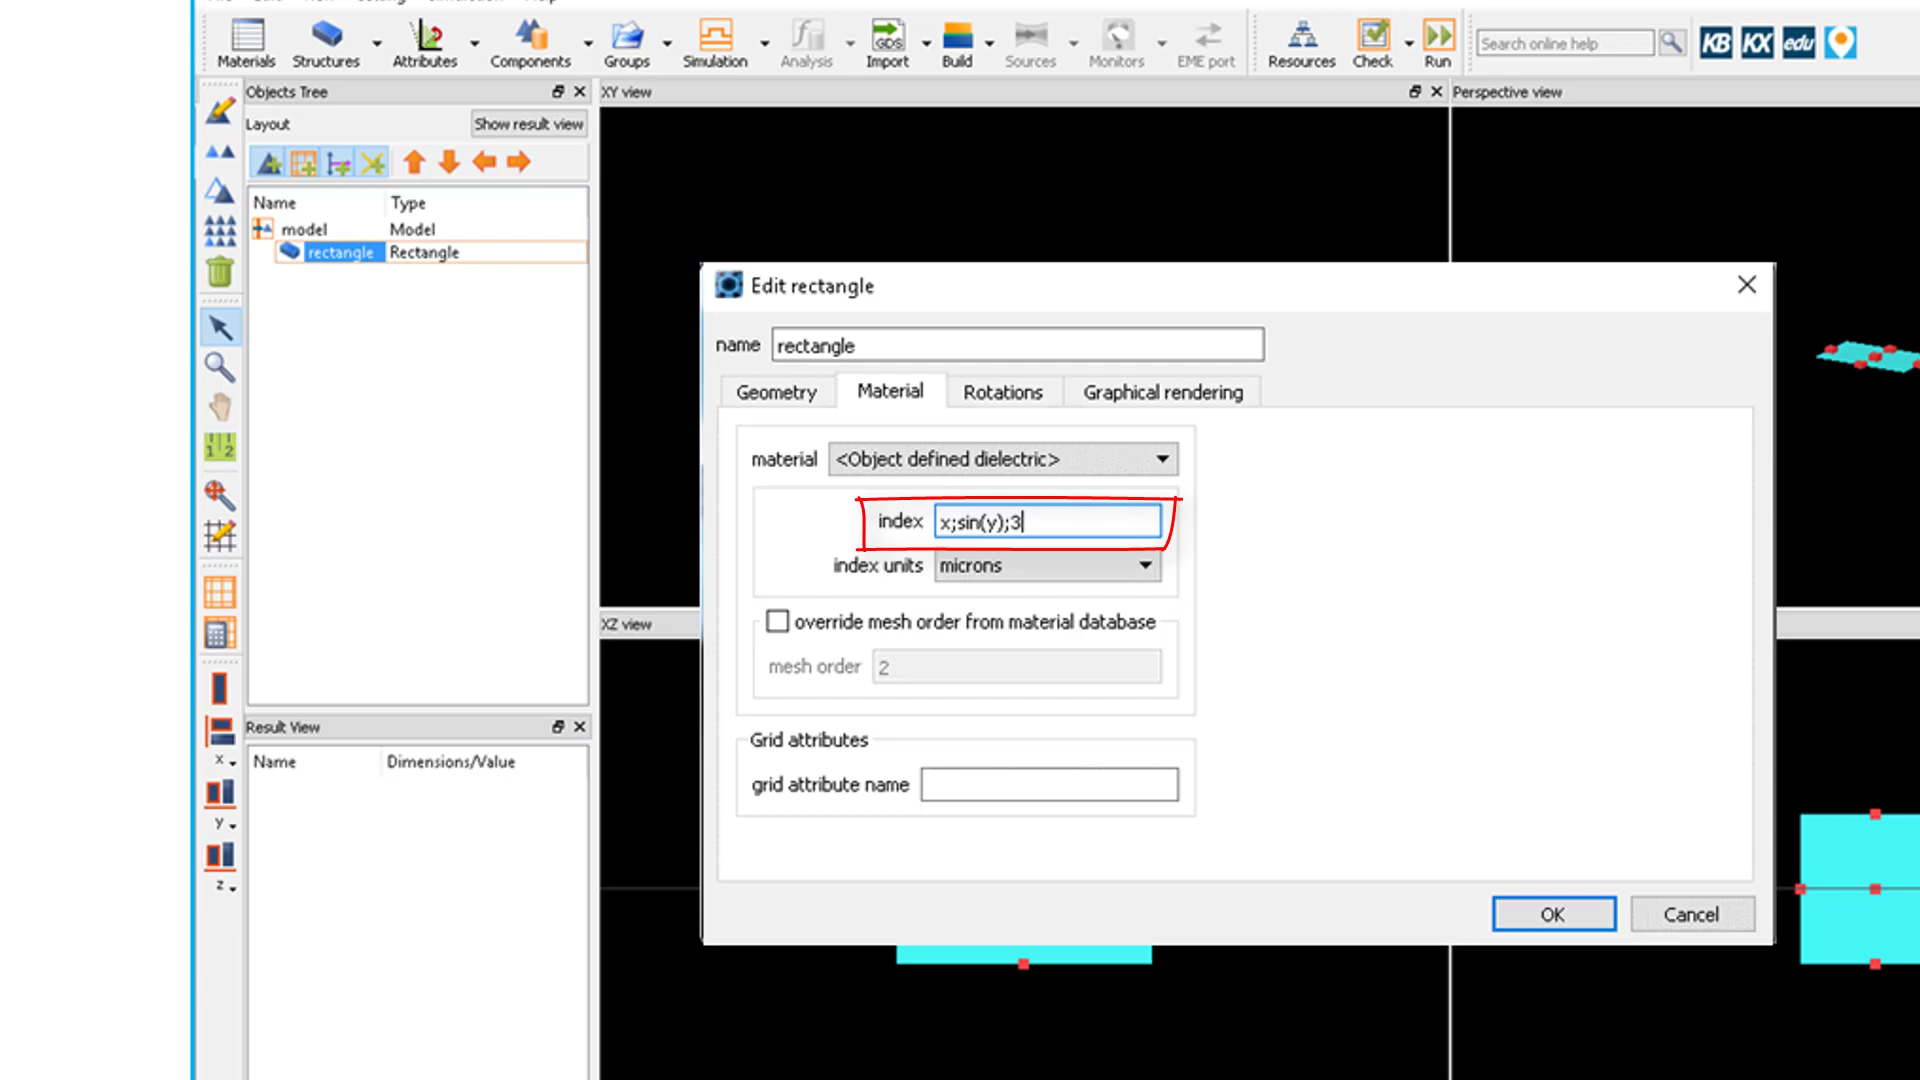 Materials Structures Attributes Components Groups Simulation Analysis Import Build Sources Monitors EME port Resources Check Run Search online help KB KX edu
GDS
Objects Tree
XY view
Perspective view
Layout
Show result view
Name Type
model Model
rectangle Rectangle
Edit rectangle
name rectangle
Geometry Material Rotations Graphical rendering
material <Object defined dielectric>
index x;sin(y);3
index units microns
override mesh order from material database
mesh order 2
Grid attributes
grid attribute name
OK Cancel
XZ view
1 2
x
y
z
Result View
Name Dimensions/Value